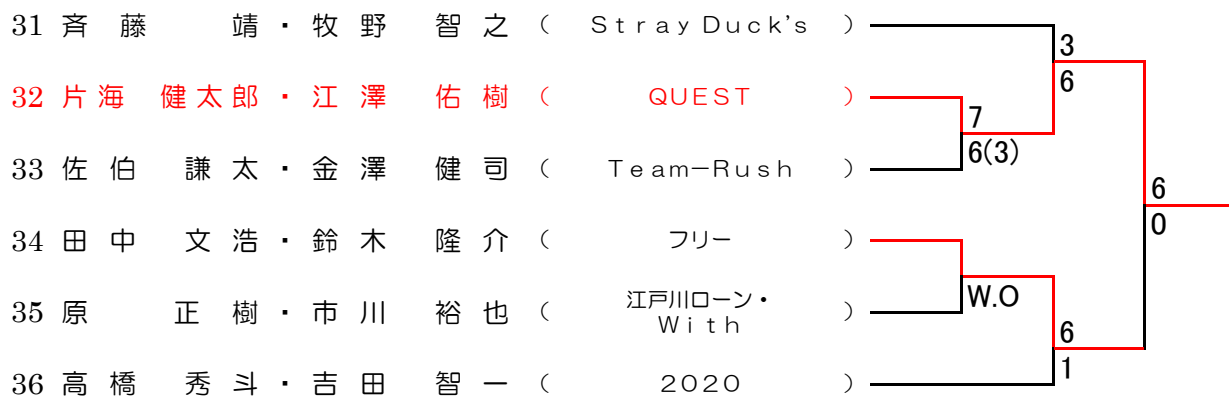 31 斉藤 靖・牧野 智之 ( Stray Duck's )
3
6
32 片海 健太郎・江澤 佑樹 ( QUEST )
7
6(3)
33 佐伯 謙太・金澤 健司 ( Team-Rush )
6
0
34 田中 文浩・鈴木 隆介 ( フリー )
W.O
35 原 正樹・市川 裕也 ( 江戸川ローン・
With )
6
1
36 高橋 秀斗・吉田 智一 ( 2020 )